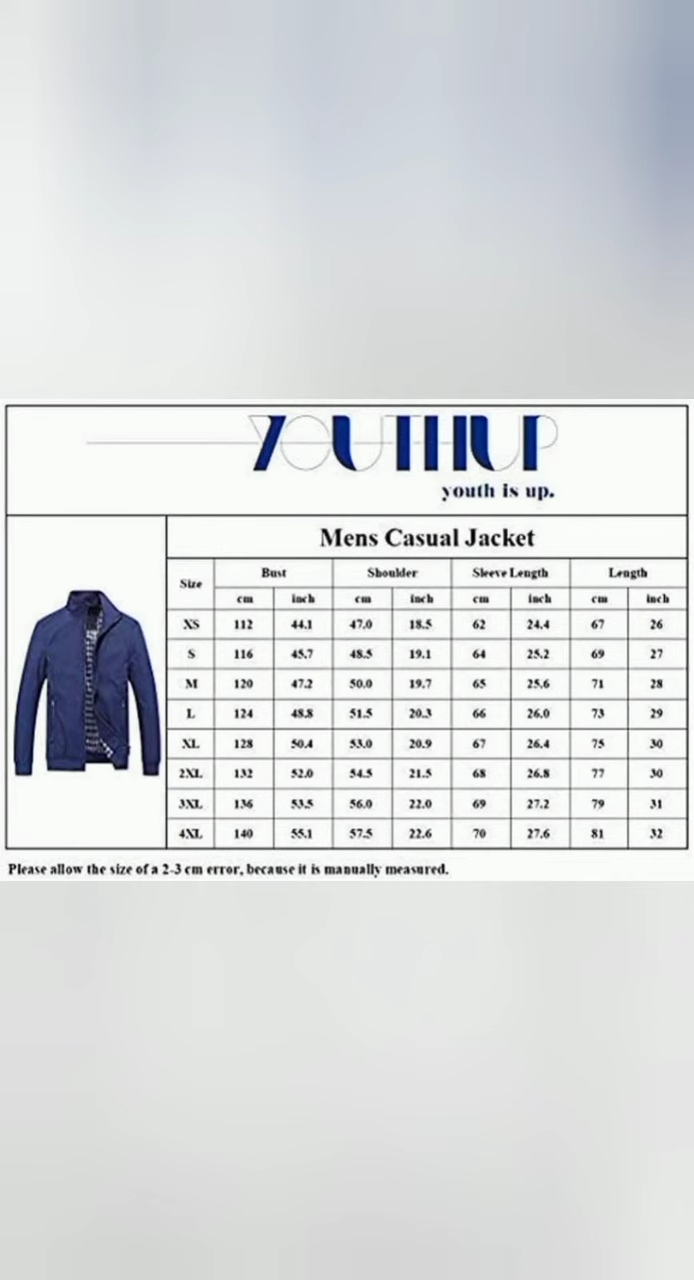 YOUTHUP
youth is up.
Mens Casual Jacket
Size Bust Shoulder Sleeve Length Length
cm inch cm inch cm inch cm inch
XS 112 44.1 47.0 18.5 62 24.4 67 26
S 116 45.7 48.5 19.1 64 25.2 69 27
M 120 47.2 50.0 19.7 65 25.6 71 28
L 124 48.8 51.5 20.3 66 26.0 73 29
XL 128 50.4 53.0 20.9 67 26.4 75 30
2XL 132 52.0 54.5 21.5 68 26.8 77 30
3XL 136 53.5 56.0 22.0 69 27.2 79 31
4XL 140 55.1 57.5 22.6 70 27.6 81 32
Please allow the size of a 2-3 cm error, because it is manually measured.